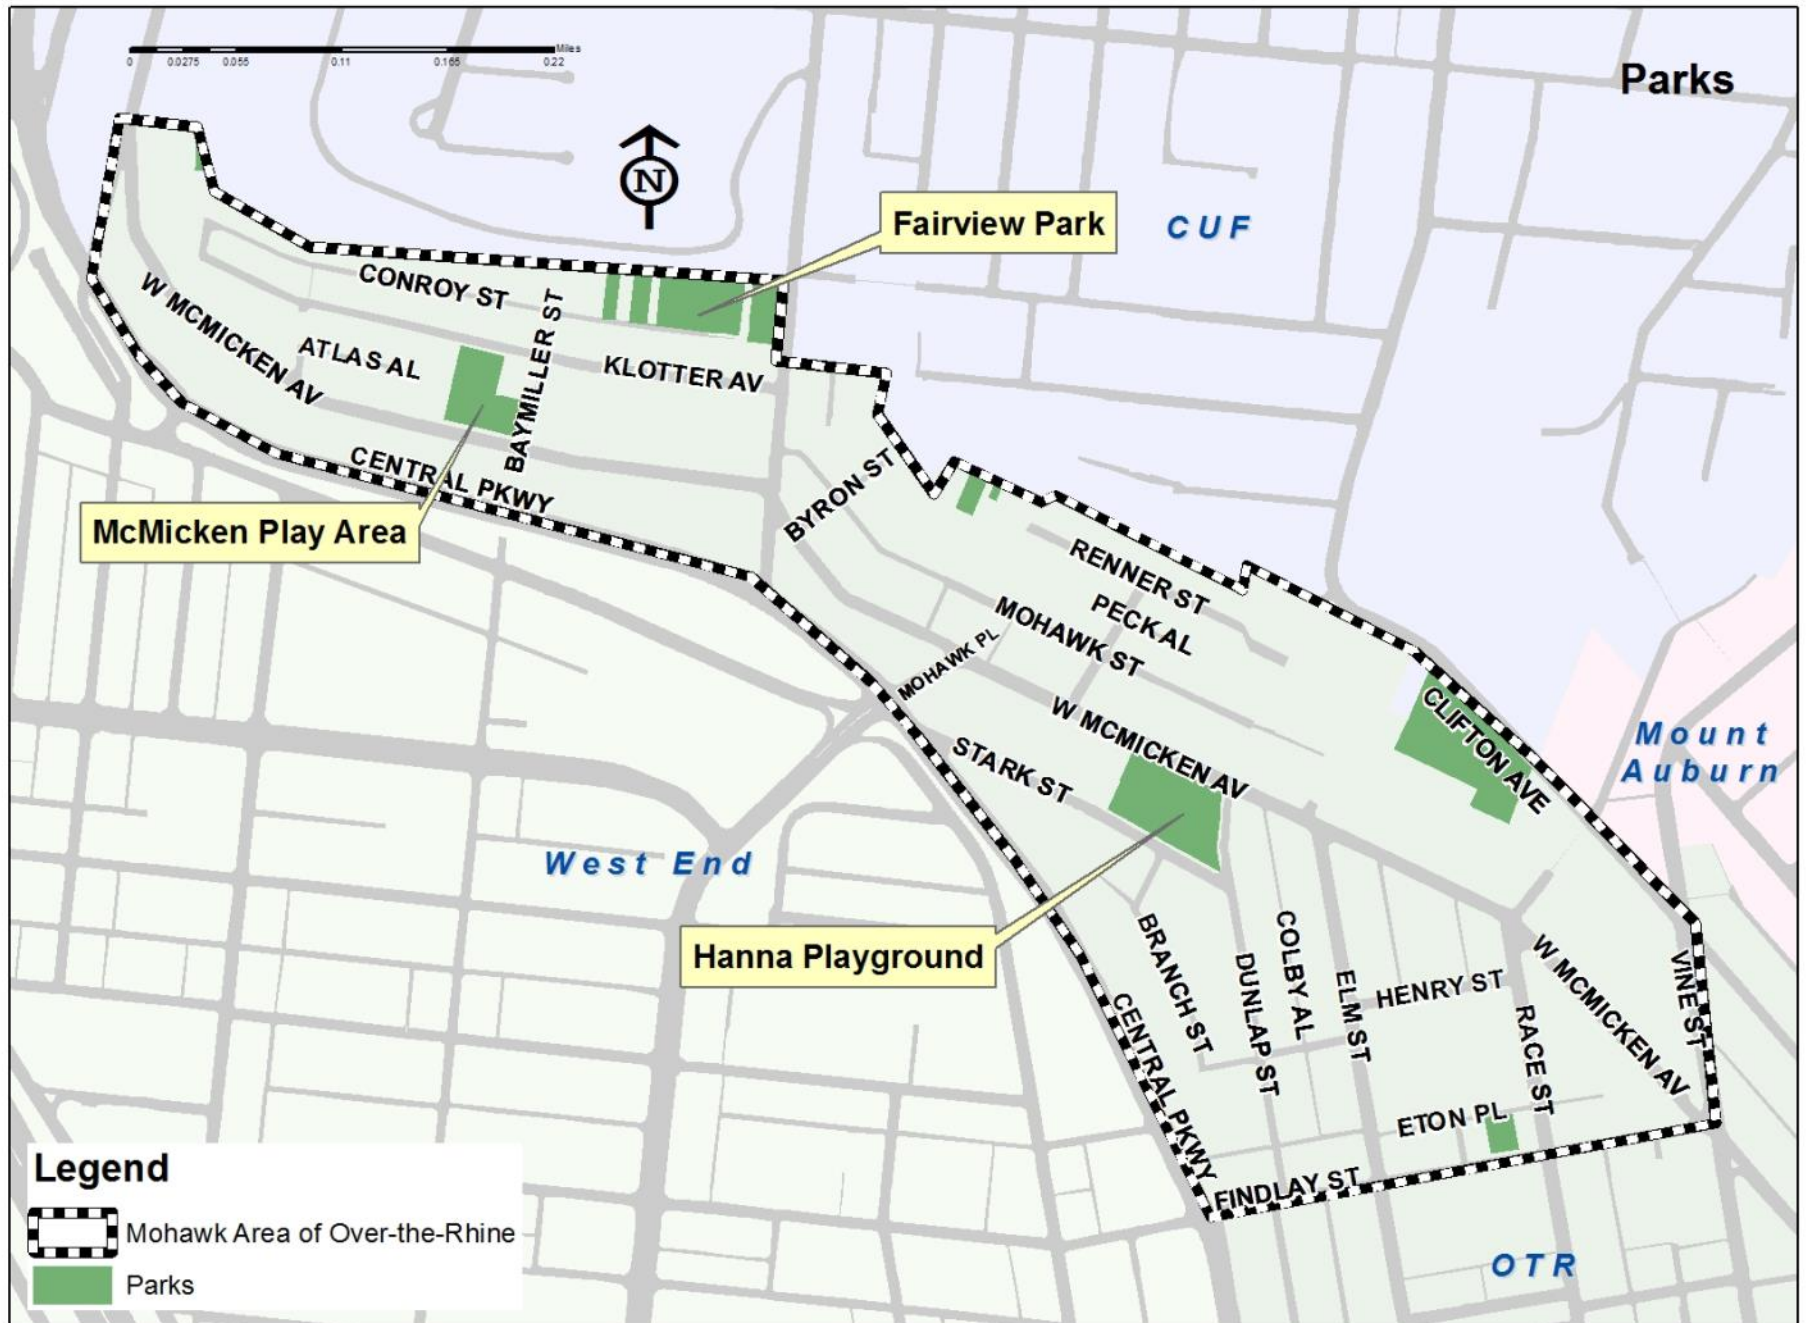 Miles
0 0.0275 0.055 0.11 0.165 0.22
Parks
N
Fairview Park
CUF
CONROY ST
W MCMICKEN AV
BAYMILLER ST
ATLAS AL
KLOTTER AV
CENTRAL PKWY
BYRON ST
McMicken Play Area
RENNER ST
PECK AL
MOHAWK ST
MOHAWK PL
W MCMICKEN AV
CLIFTON AVE
Mount
Auburn
STARK ST
West End
Hanna Playground
BRANCH ST
COLBY AL
DUNLAP ST
ELM ST
HENRY ST
W MCMICKEN AV
VINE ST
RACE ST
CENTRAL PKWY
ETON PL
FINDLAY ST
OTR
Legend
Mohawk Area of Over-the-Rhine
Parks